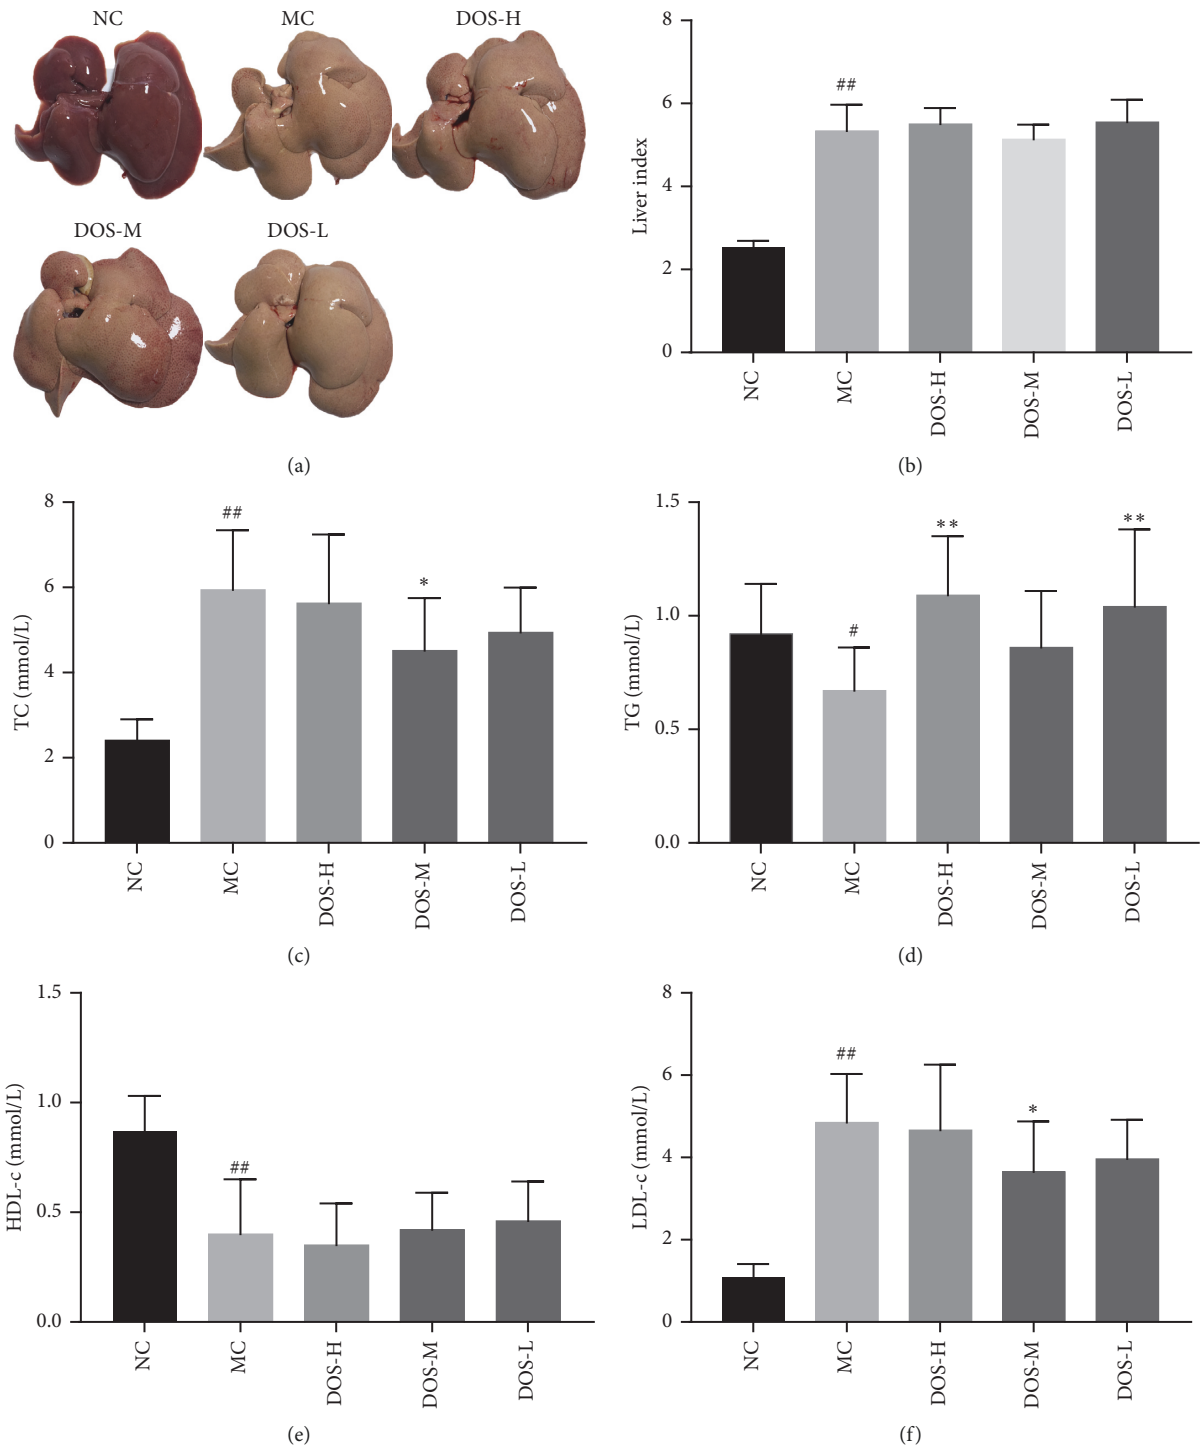 NC MC DOS-H
DOS-M DOS-L
(a)
Liver index
8
6
4
2
0
##
NC MC DOS-H DOS-M DOS-L
(b)
TC (mmol/L)
8
6
4
2
0
##
*
NC MC DOS-H DOS-M DOS-L
(c)
TG (mmol/L)
1.5
1.0
0.5
0.0
#
**
**
NC MC DOS-H DOS-M DOS-L
(d)
HDL-c (mmol/L)
1.5
1.0
0.5
0.0
##
NC MC DOS-H DOS-M DOS-L
(e)
LDL-c (mmol/L)
8
6
4
2
0
##
*
NC MC DOS-H DOS-M DOS-L
(f)